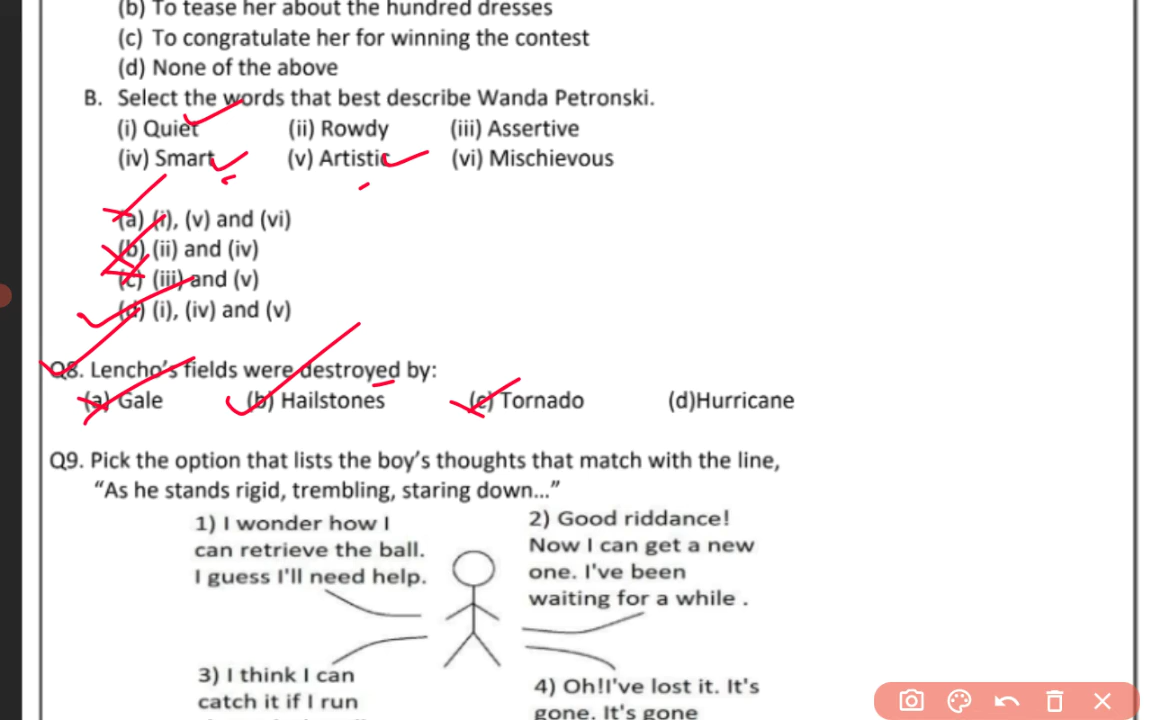 (b) To tease her about the hundred dresses
(c) To congratulate her for winning the contest
(d) None of the above
B. Select the words that best describe Wanda Petronski.
(i) Quiet (ii) Rowdy (iii) Assertive
(iv) Smart (v) Artistic (vi) Mischievous
(a) (i), (v) and (vi)
(b) (ii) and (iv)
(c) (iii) and (v)
(d) (i), (iv) and (v)
Q8. Lencho's fields were destroyed by:
(a) Gale (b) Hailstones (c) Tornado (d)Hurricane
Q9. Pick the option that lists the boy's thoughts that match with the line,
"As he stands rigid, trembling, staring down..."
1) I wonder how I
can retrieve the ball.
I guess I'll need help.
2) Good riddance!
Now I can get a new
one. I've been
waiting for a while .
3) I think I can
catch it if I run
4) Oh!I've lost it. It's
gone. It's gone